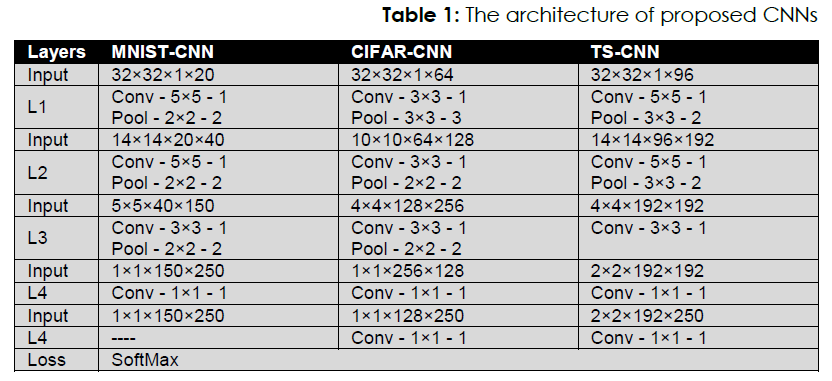 Table 1: The architecture of proposed CNNs
Layers MNIST-CNN CIFAR-CNN TS-CNN
Input 32×32×1×20 32×32×1×64 32×32×1×96
L1 Conv - 5×5 - 1 Conv - 3×3 - 1 Conv - 5×5 - 1
Pool - 2×2 - 2 Pool - 3×3 - 3 Pool - 3×3 - 2
Input 14×14×20×40 10×10×64×128 14×14×96×192
L2 Conv - 5×5 - 1 Conv - 3×3 - 1 Conv - 5×5 - 1
Pool - 2×2 - 2 Pool - 2×2 - 2 Pool - 3×3 - 2
Input 5×5×40×150 4×4×128×256 4×4×192×192
L3 Conv - 3×3 - 1 Conv - 3×3 - 1 Conv - 3×3 - 1
Pool - 2×2 - 2 Pool - 2×2 - 2
Input 1×1×150×250 1×1×256×128 2×2×192×192
L4 Conv - 1×1 - 1 Conv - 1×1 - 1 Conv - 1×1 - 1
Input 1×1×150×250 1×1×128×250 2×2×192×250
L4 ---- Conv - 1×1 - 1 Conv - 1×1 - 1
Loss SoftMax